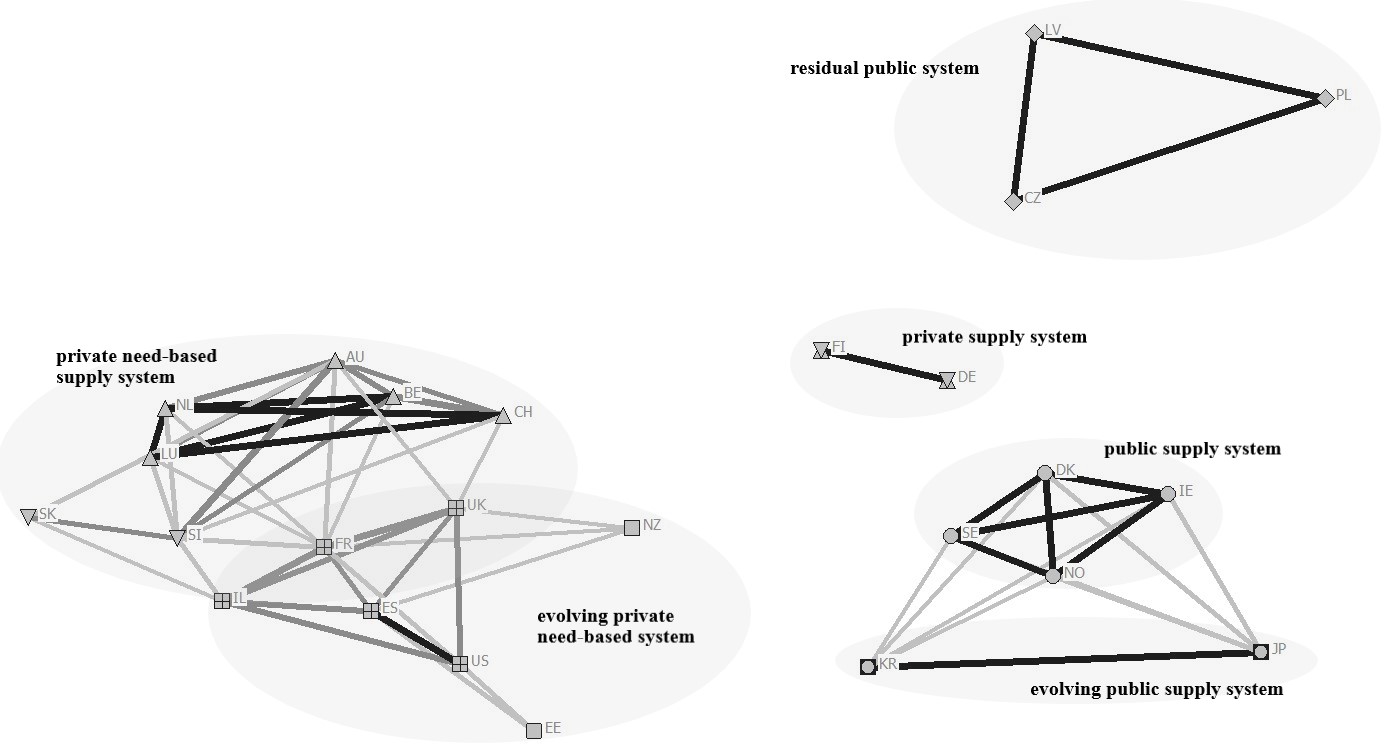 LV
residual public system
PL
CZ
private supply system
FI
DE
private need-based
supply system
AU
BE
NL
CH
LU
SK
SI
UK
FR
NZ
IL
ES
evolving private
need-based system
US
EE
public supply system
DK
IE
SE
NO
KR
JP
evolving public supply system